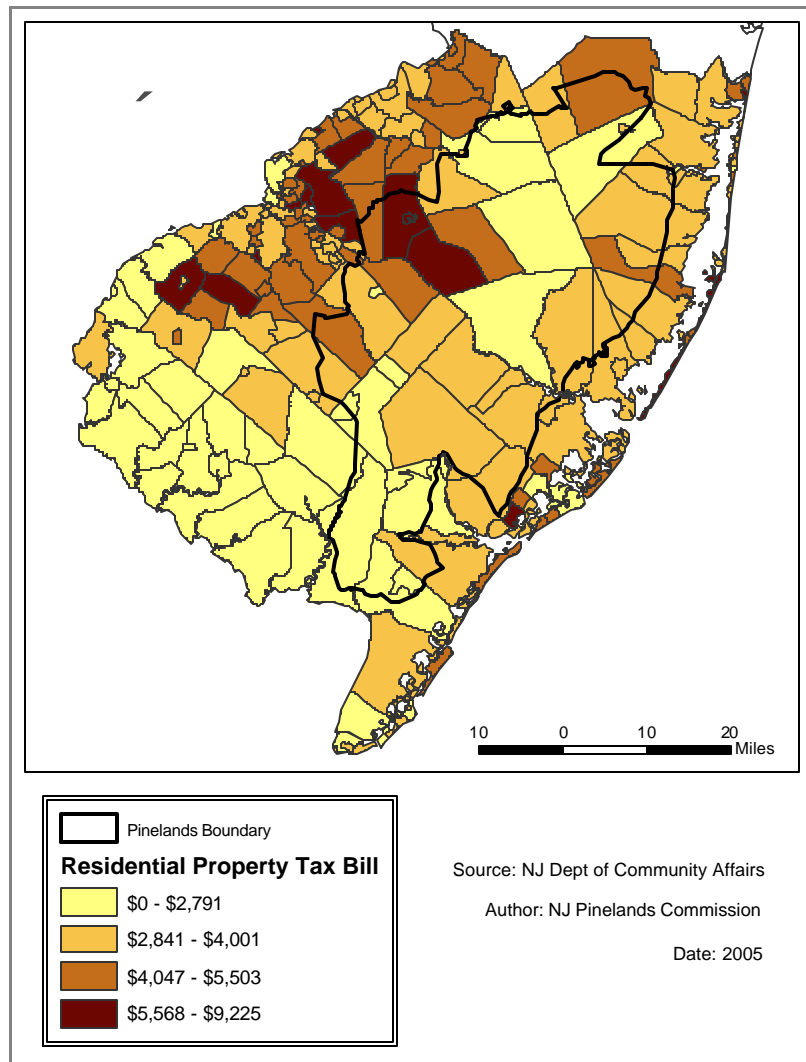 10 0 10 20
Miles
Pinelands Boundary
Residential Property Tax Bill
$0 - $2,791
$2,841 - $4,001
$4,047 - $5,503
$5,568 - $9,225
Source: NJ Dept of Community Affairs
Author: NJ Pinelands Commission
Date: 2005